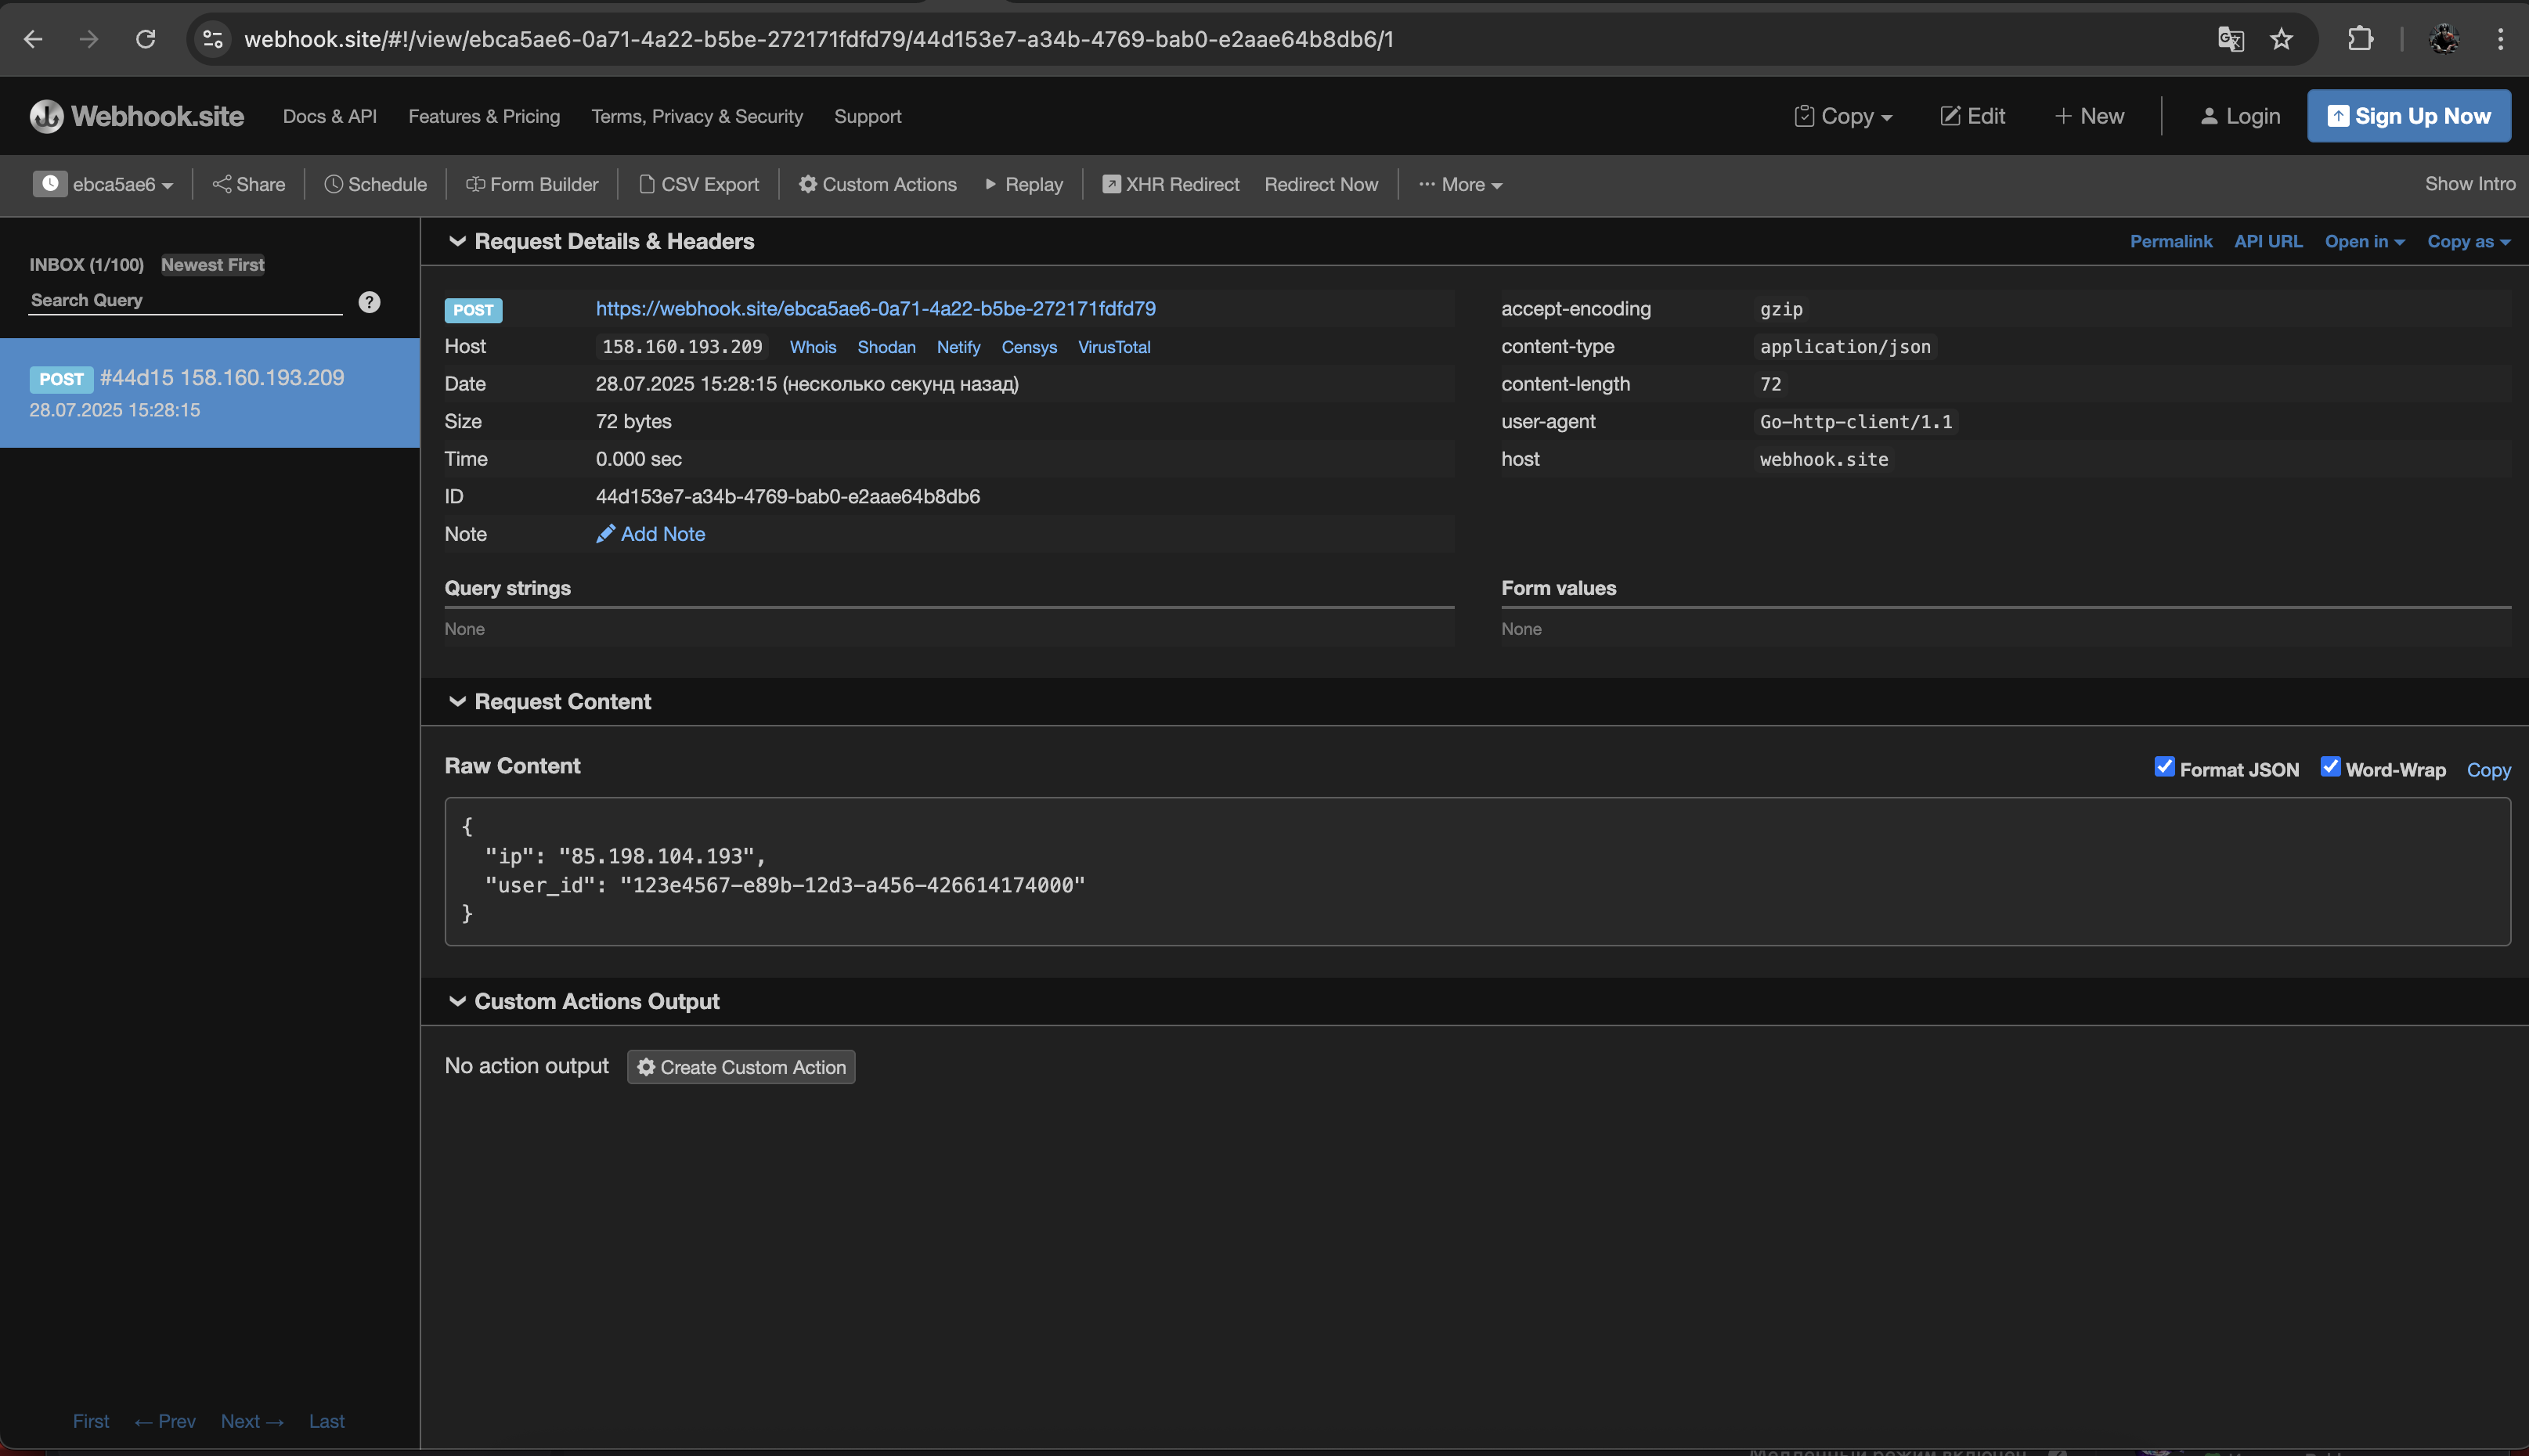 webhook.site/#!/view/ebca5ae6-0a71-4a22-b5be-272171fdfd79/44d153e7-a34b-4769-bab0-e2aae64b8db6/1
Webhook.site Docs & API Features & Pricing Terms, Privacy & Security Support Copy Edit + New Login Sign Up Now
ebca5ae6 Share Schedule Form Builder CSV Export Custom Actions Replay XHR Redirect Redirect Now ··· More Show Intro
INBOX (1/100) Newest First
Search Query ?
POST #44d15 158.160.193.209
28.07.2025 15:28:15
Request Details & Headers Permalink API URL Open in Copy as
POST https://webhook.site/ebca5ae6-0a71-4a22-b5be-272171fdfd79
Host 158.160.193.209 Whois Shodan Netify Censys VirusTotal
Date 28.07.2025 15:28:15 (несколько секунд назад)
Size 72 bytes
Time 0.000 sec
ID 44d153e7-a34b-4769-bab0-e2aae64b8db6
Note Add Note
accept-encoding gzip
content-type application/json
content-length 72
user-agent Go-http-client/1.1
host webhook.site
Query strings
None
Form values
None
Request Content
Raw Content Format JSON Word-Wrap Copy
{
"ip": "85.198.104.193",
"user_id": "123e4567-e89b-12d3-a456-426614174000"
}
Custom Actions Output
No action output Create Custom Action
First ← Prev Next → Last